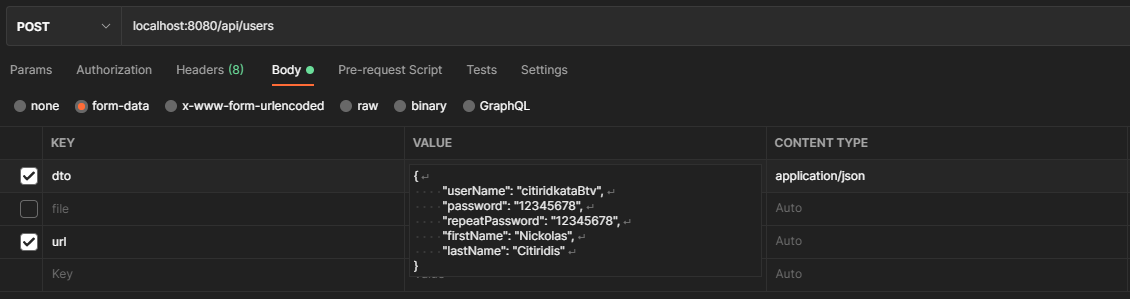 POST localhost:8080/api/users
Params Authorization Headers (8) Body Pre-request Script Tests Settings
none form-data x-www-form-urlencoded raw binary GraphQL
KEY VALUE CONTENT TYPE
dto application/json
{
"userName": "citiridkataBtv",
"password": "12345678",
"repeatPassword": "12345678",
"firstName": "Nickolas",
"lastName": "Citiridis"
}
file Auto
url Auto
Key Auto